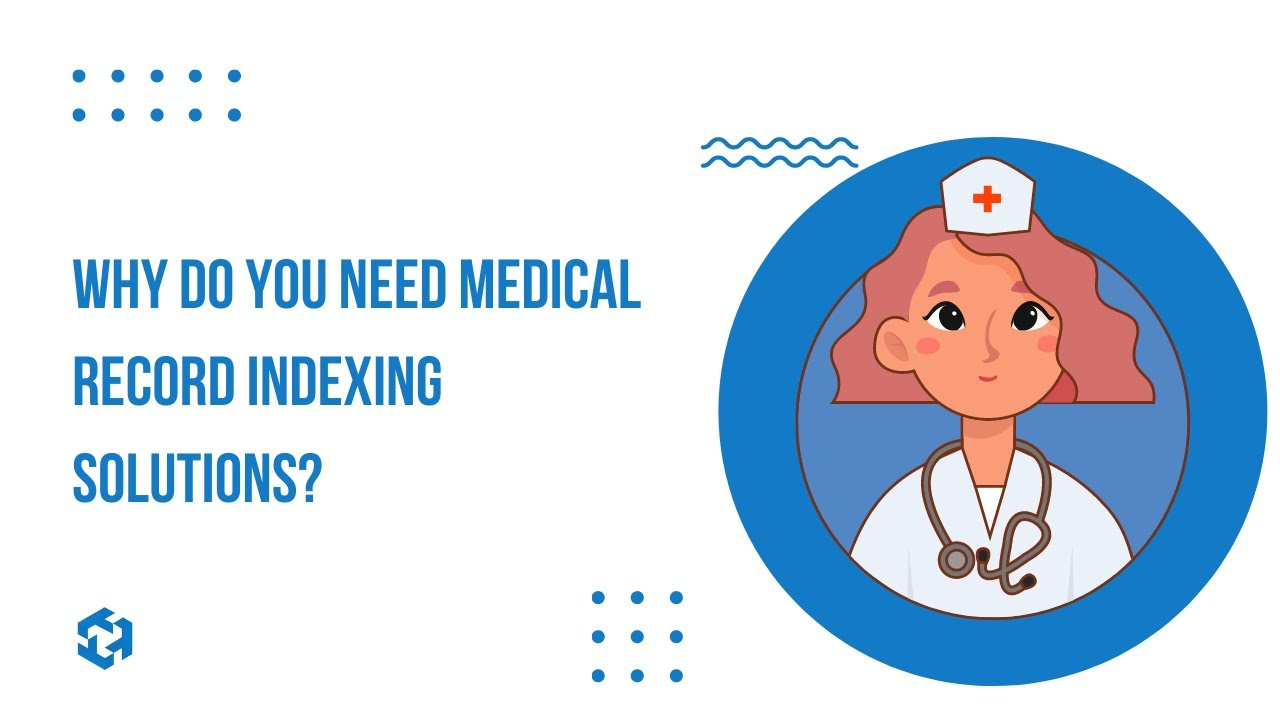 WHY DO YOU NEED MEDICAL
RECORD INDEXING
SOLUTIONS?